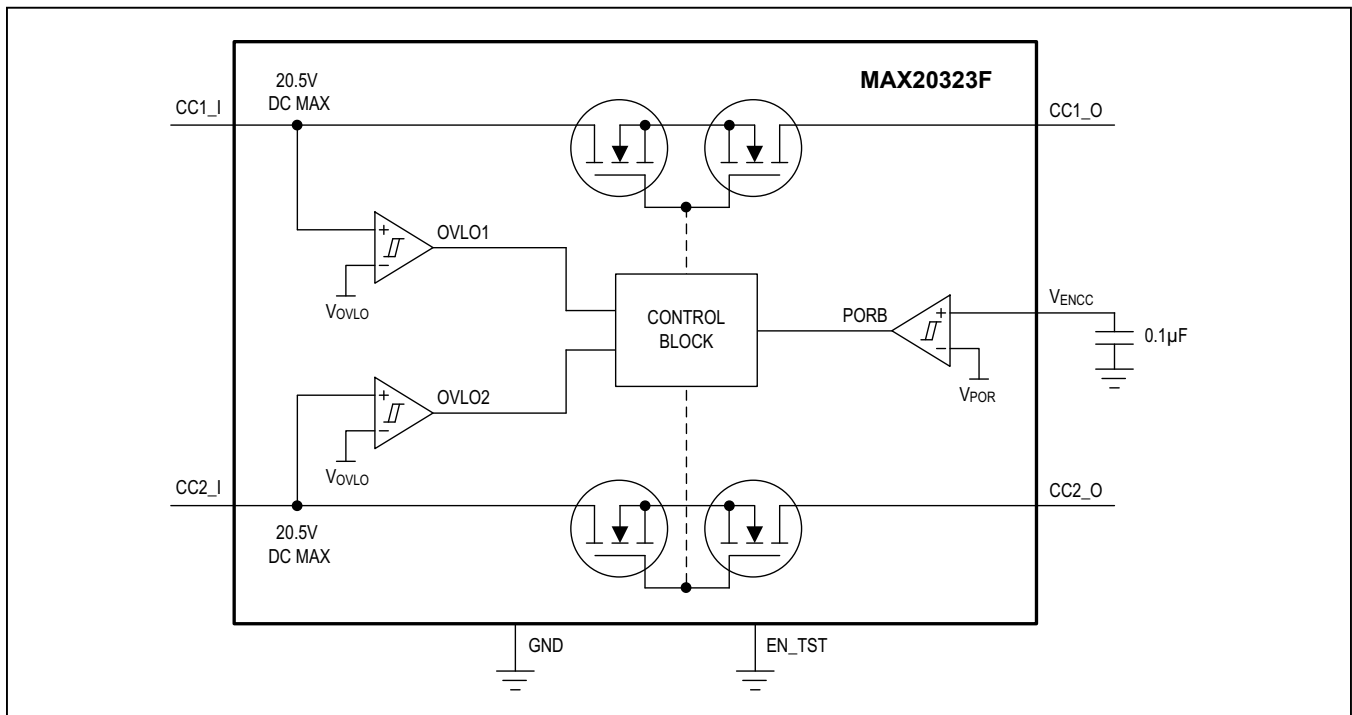 MAX20323F
20.5V
DC MAX
CC1_I
CC1_O
+
−
OVLO1
VOVLO
CONTROL
BLOCK
PORB
+
−
VENCC
0.1µF
VPOR
+
−
OVLO2
VOVLO
CC2_I
CC2_O
20.5V
DC MAX
GND
EN_TST